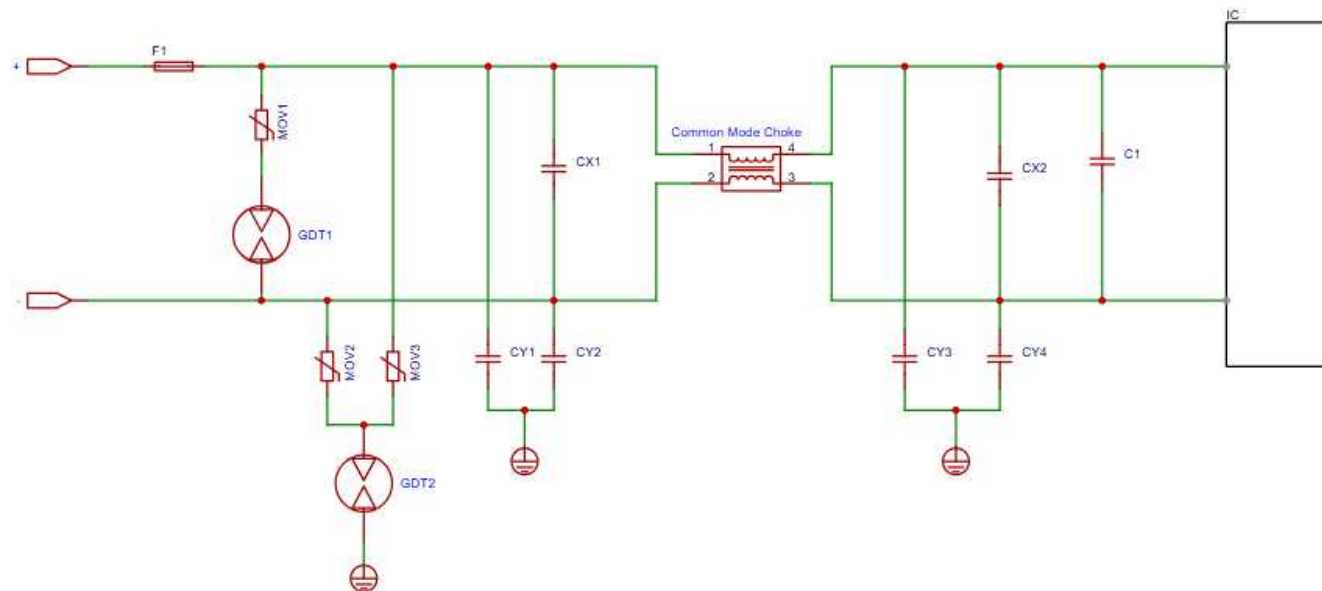 IC
F1
+
MOV1
Common Mode Choke
1 4
2 3
CX1
CX2
C1
GDT1
-
MOV2
MOV3
CY1
CY2
CY3
CY4
GDT2